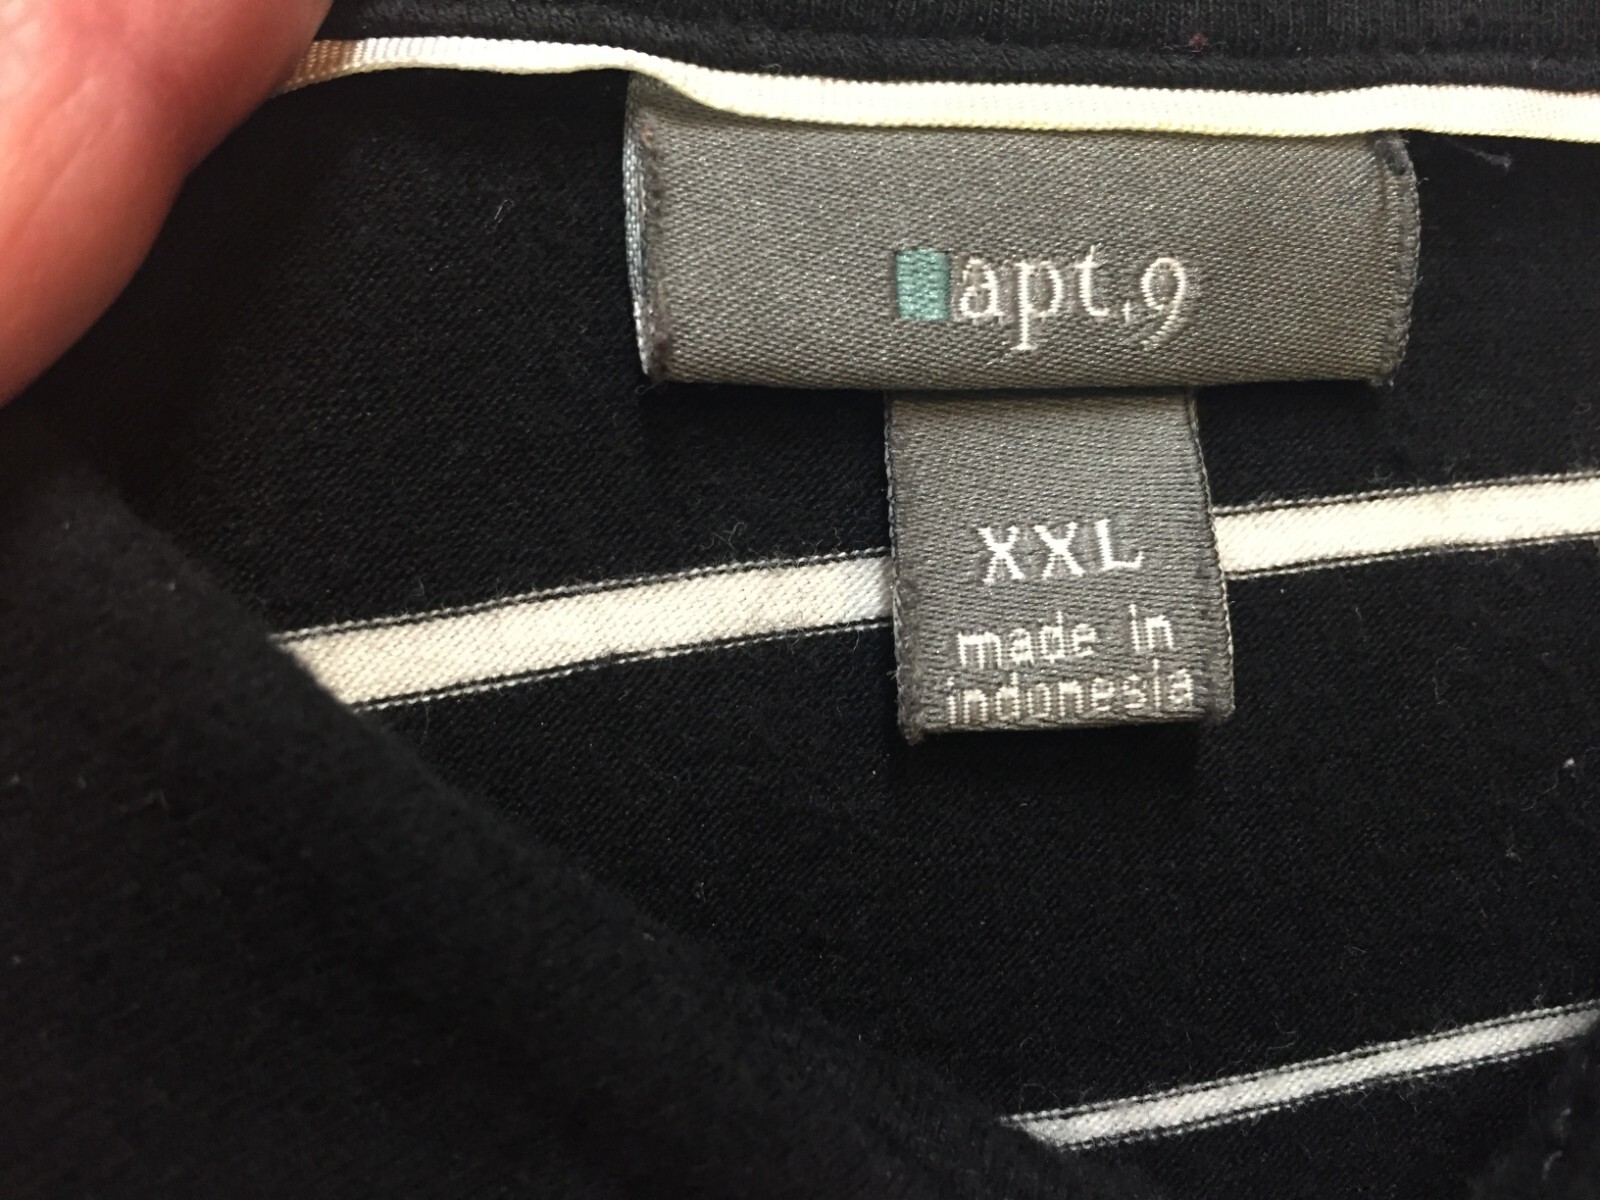 apt.9
XXL
made in
indonesia